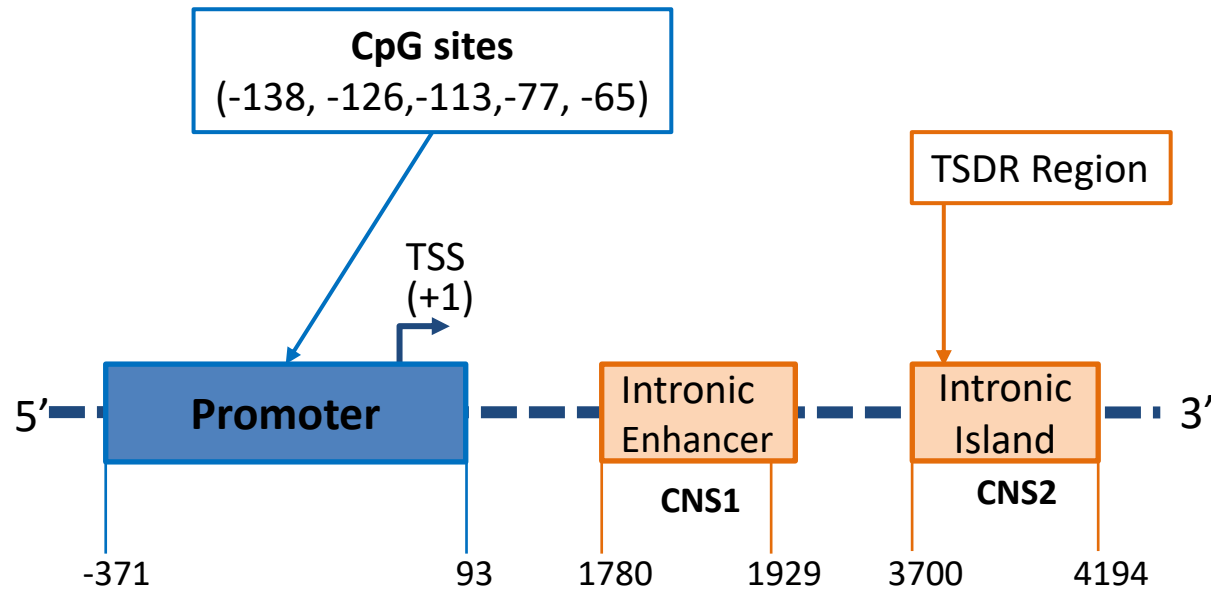 CpG sites
(-138, -126,-113,-77, -65)
TSDR Region
TSS
(+1)
5’
Promoter
Intronic
Enhancer
Intronic
Island
3’
CNS1
CNS2
-371
93
1780
1929
3700
4194